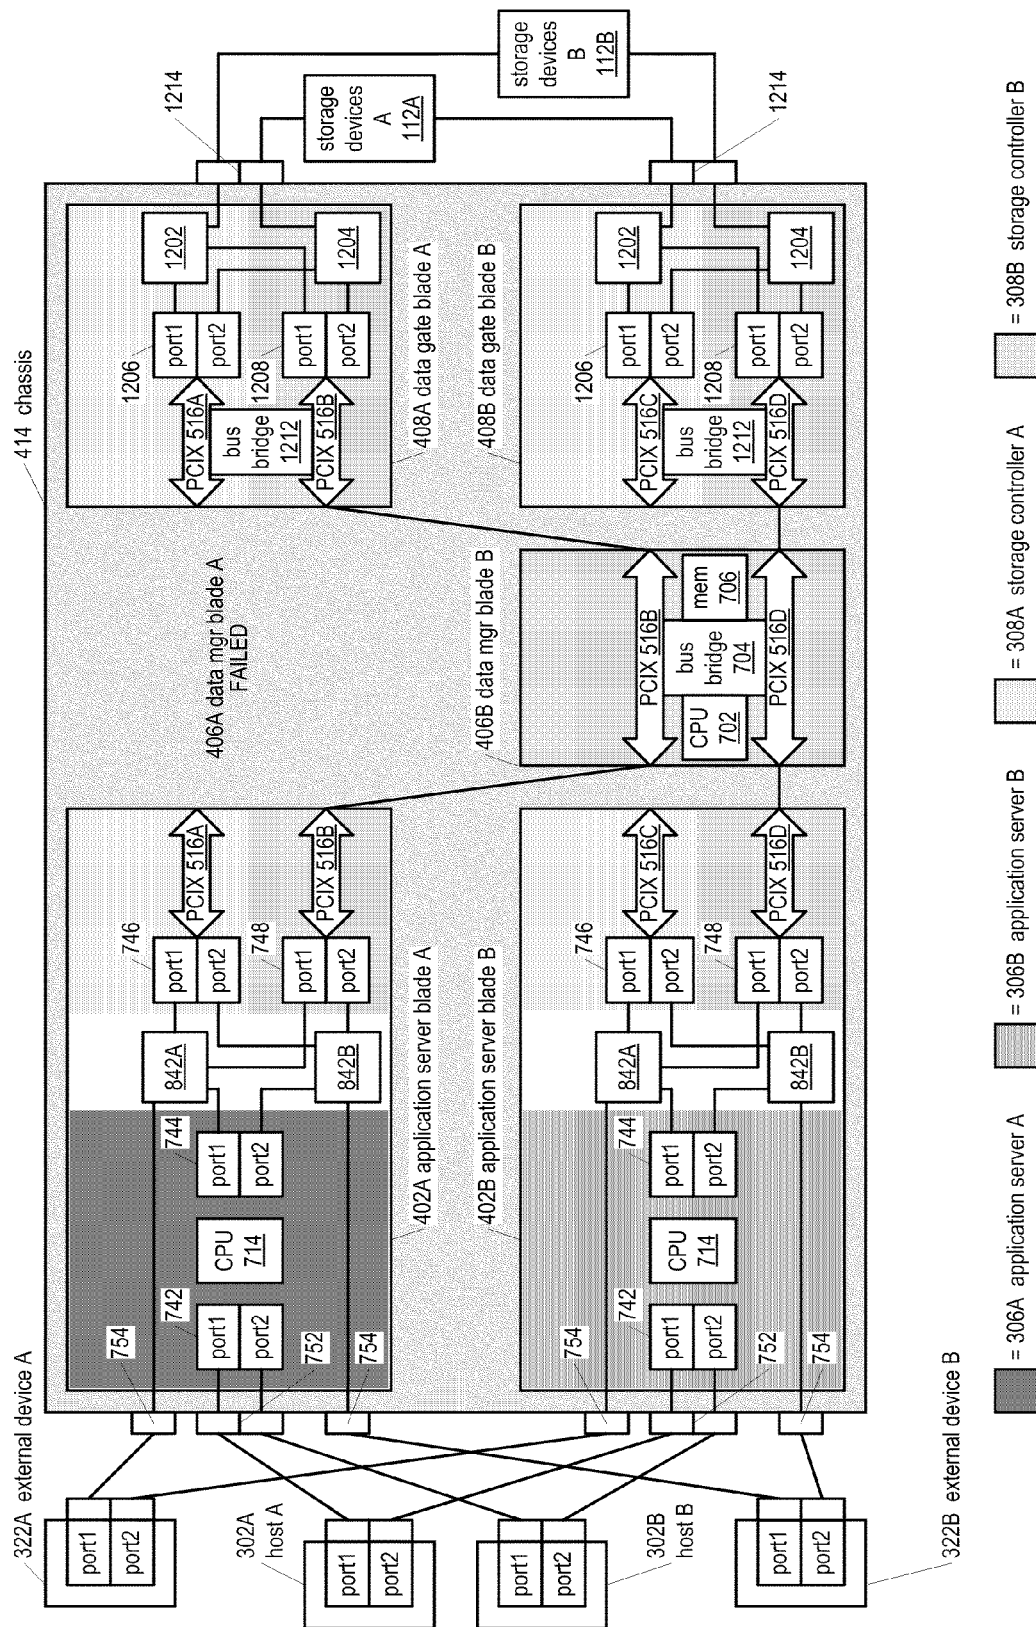 414 chassis
storage
devices
B
112B
storage
devices
A
112A
1214
1214
1202
1204
1206
port1
port2
1208
port1
port2
PCIX 516A
bus
bridge
1212
PCIX 516B
408A data gate blade A
1202
1204
1206
port1
port2
1208
port1
port2
PCIX 516C
bus
bridge
1212
PCIX 516D
408B data gate blade B
406A data mgr blade A
FAILED
406B data mgr blade B
PCIX 516B
CPU
702
bus
bridge
704
mem
706
PCIX 516D
PCIX 516A
PCIX 516B
746
port1
port2
748
port1
port2
842A
842B
744
port1
port2
CPU
714
742
port1
port2
754
752
754
402A application server blade A
PCIX 516C
PCIX 516D
746
port1
port2
748
port1
port2
842A
842B
744
port1
port2
CPU
714
742
port1
port2
754
752
754
402B application server blade B
322A external device A
port1
port2
302A
host A
port1
port2
302B
host B
port1
port2
322B external device B
port1
port2
= 306A application server A
= 306B application server B
= 308A storage controller A
= 308B storage controller B